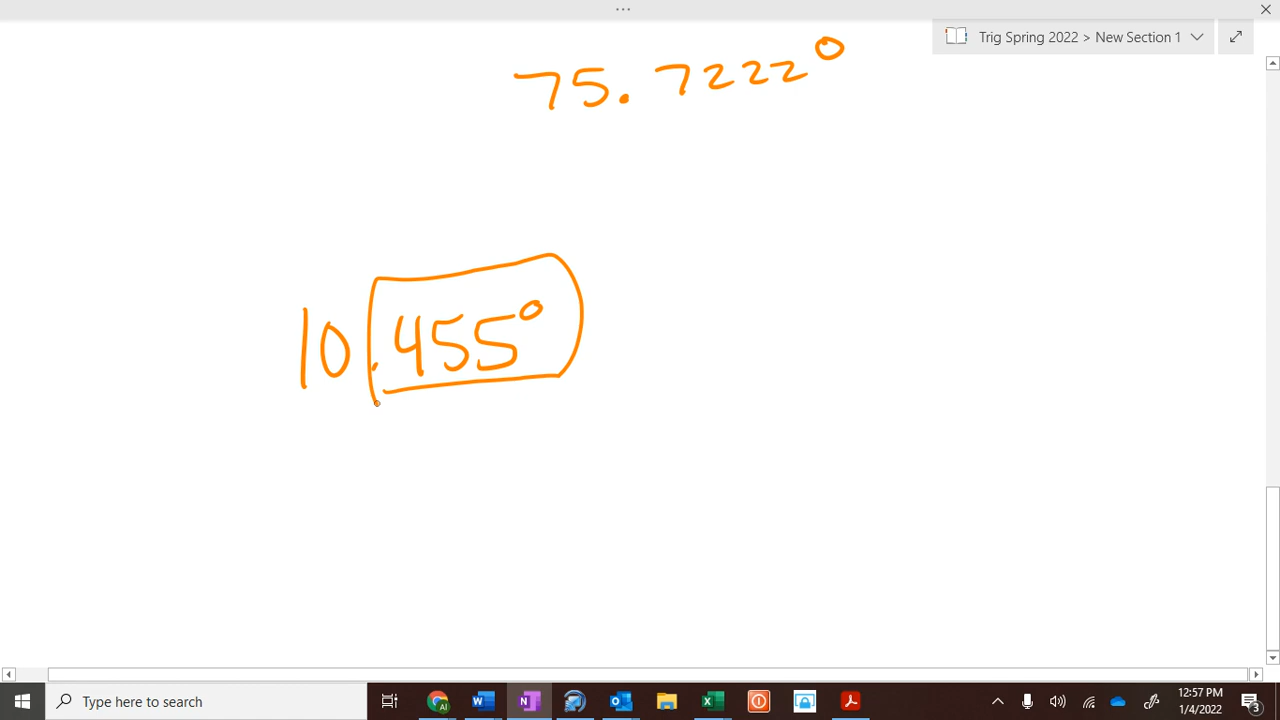 Trig Spring 2022 > New Section 1
75.7222°
10.455°
Type here to search
12:57 PM
1/4/2022
3